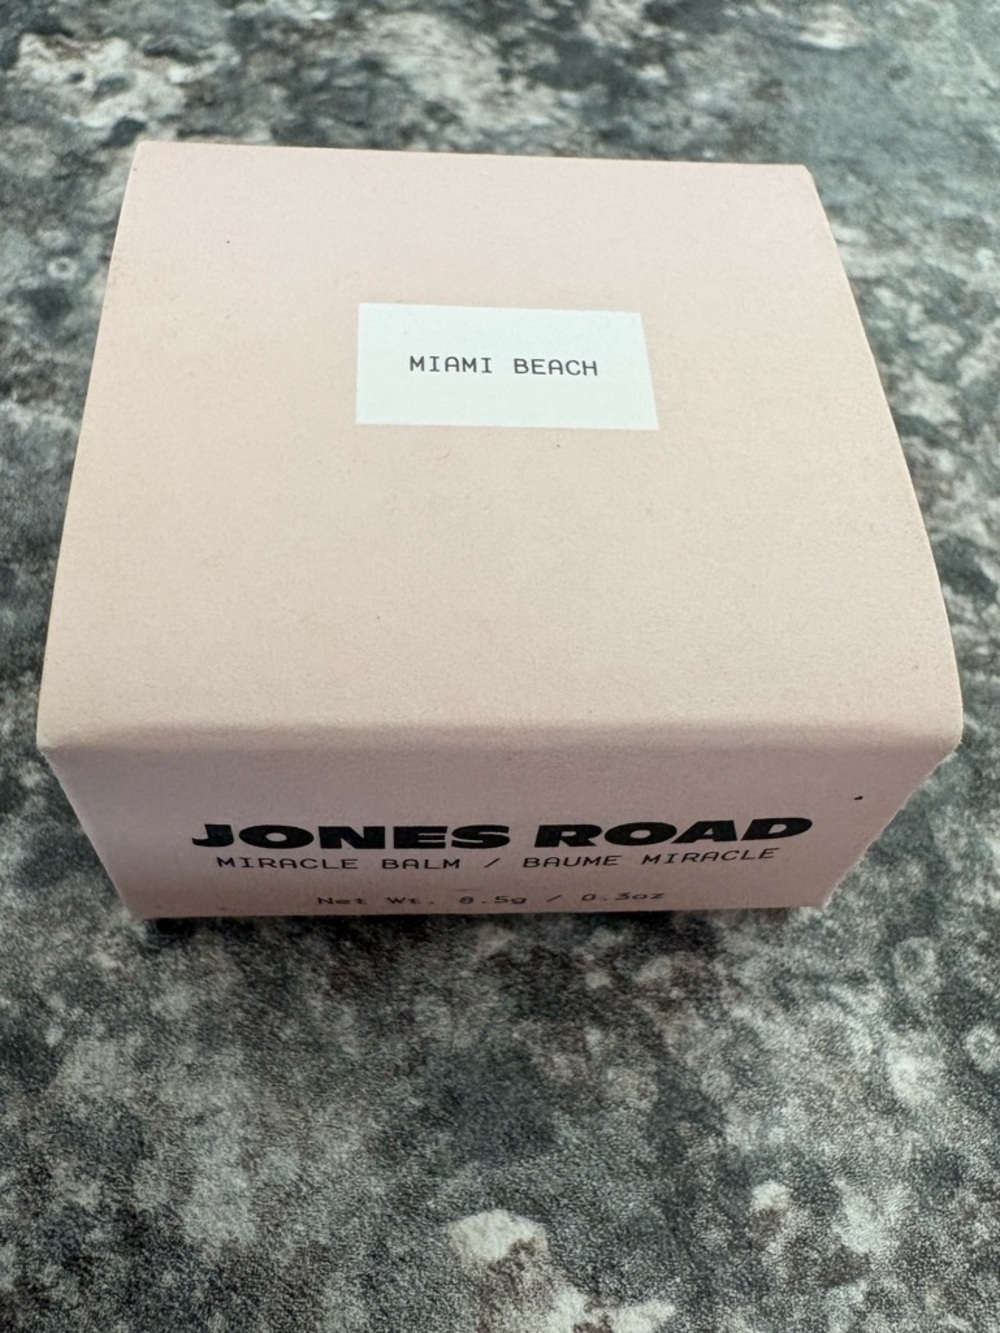 MIAMI BEACH
JONES ROAD
MIRACLE BALM / BAUME MIRACLE
Net Wt. 8.5g / 0.3oz